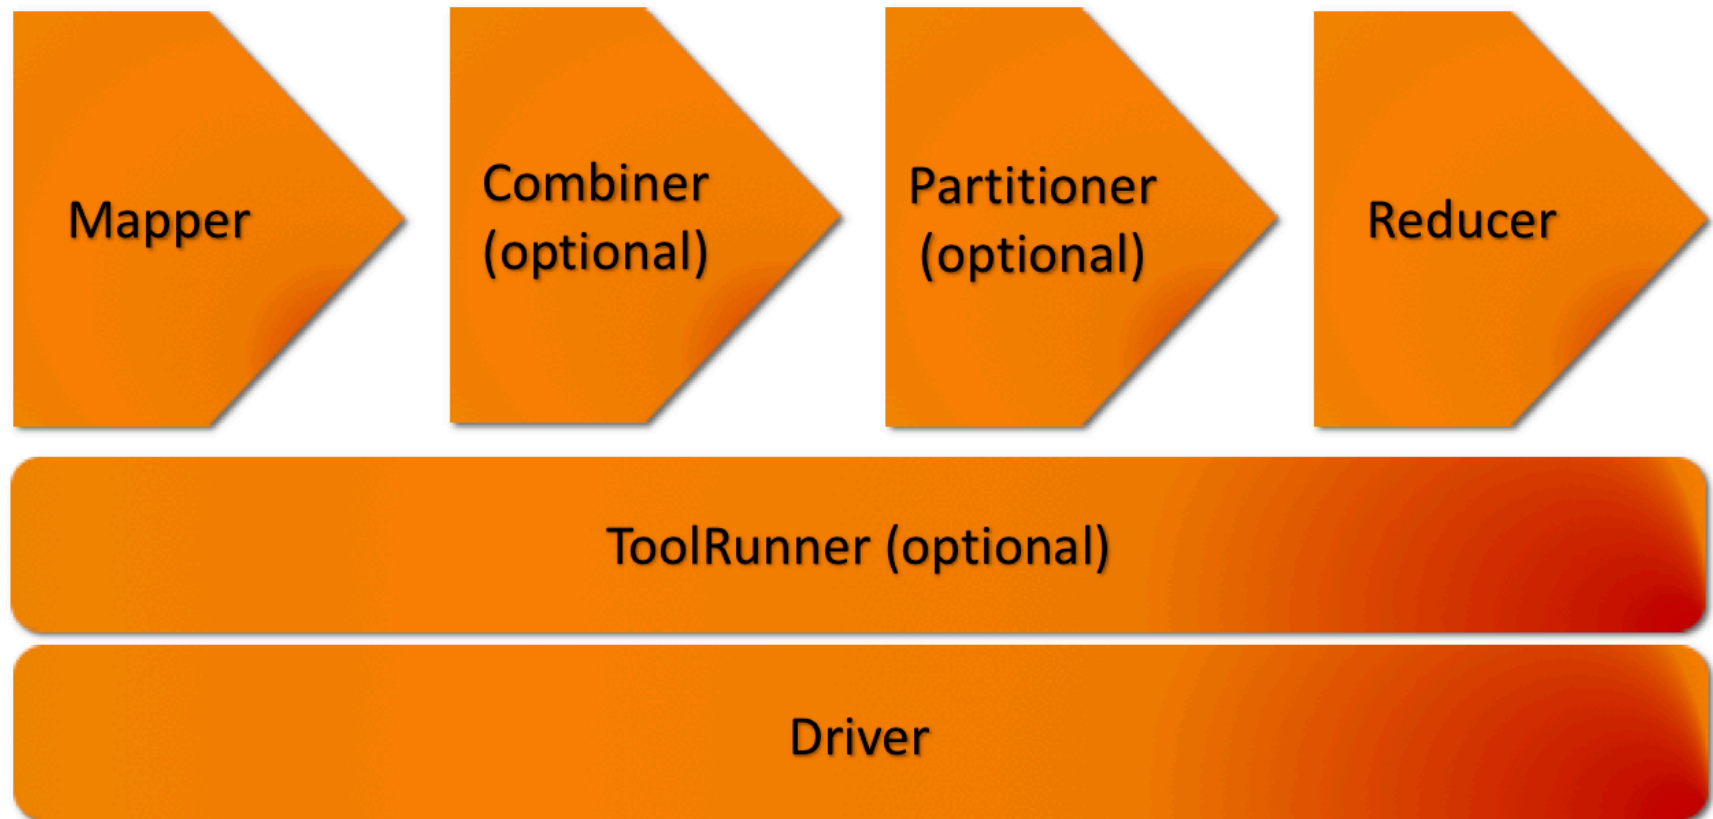 Mapper
Combiner
(optional)
Partitioner
(optional)
Reducer
ToolRunner (optional)
Driver